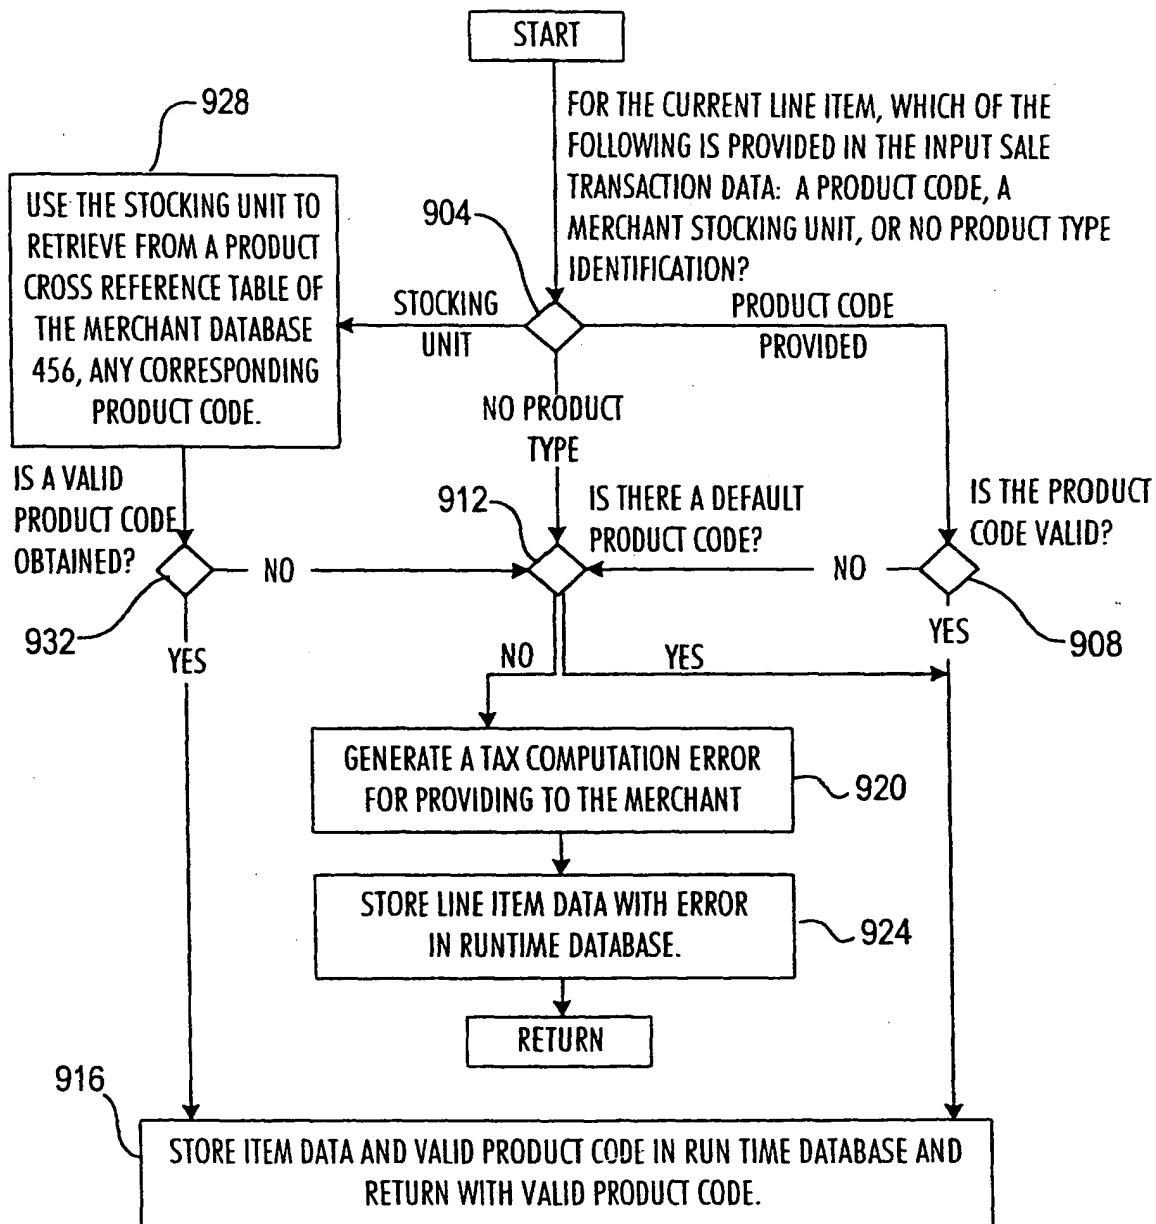 START
FOR THE CURRENT LINE ITEM, WHICH OF THE
FOLLOWING IS PROVIDED IN THE INPUT SALE
TRANSACTION DATA: A PRODUCT CODE, A
MERCHANT STOCKING UNIT, OR NO PRODUCT TYPE
IDENTIFICATION?
928
USE THE STOCKING UNIT TO
RETRIEVE FROM A PRODUCT
CROSS REFERENCE TABLE OF
THE MERCHANT DATABASE
456, ANY CORRESPONDING
PRODUCT CODE.
904
STOCKING
UNIT
PRODUCT CODE
PROVIDED
NO PRODUCT
TYPE
IS A VALID
PRODUCT CODE
OBTAINED?
912
IS THERE A DEFAULT
PRODUCT CODE?
IS THE PRODUCT
CODE VALID?
NO
NO
932
YES
YES
908
NO
YES
GENERATE A TAX COMPUTATION ERROR
FOR PROVIDING TO THE MERCHANT
920
STORE LINE ITEM DATA WITH ERROR
IN RUNTIME DATABASE.
924
RETURN
916
STORE ITEM DATA AND VALID PRODUCT CODE IN RUN TIME DATABASE AND
RETURN WITH VALID PRODUCT CODE.